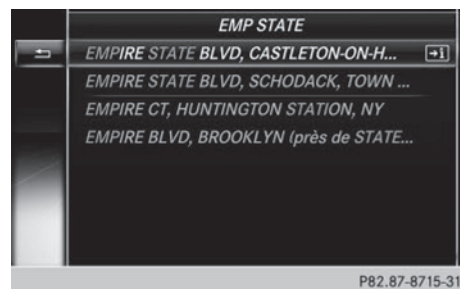 EMP STATE
EMPIRE STATE BLVD, CASTLETON-ON-H...
EMPIRE STATE BLVD, SCHODACK, TOWN ...
EMPIRE CT, HUNTINGTON STATION, NY
EMPIRE BLVD, BROOKLYN (près de STATE...
P82.87-8715-31